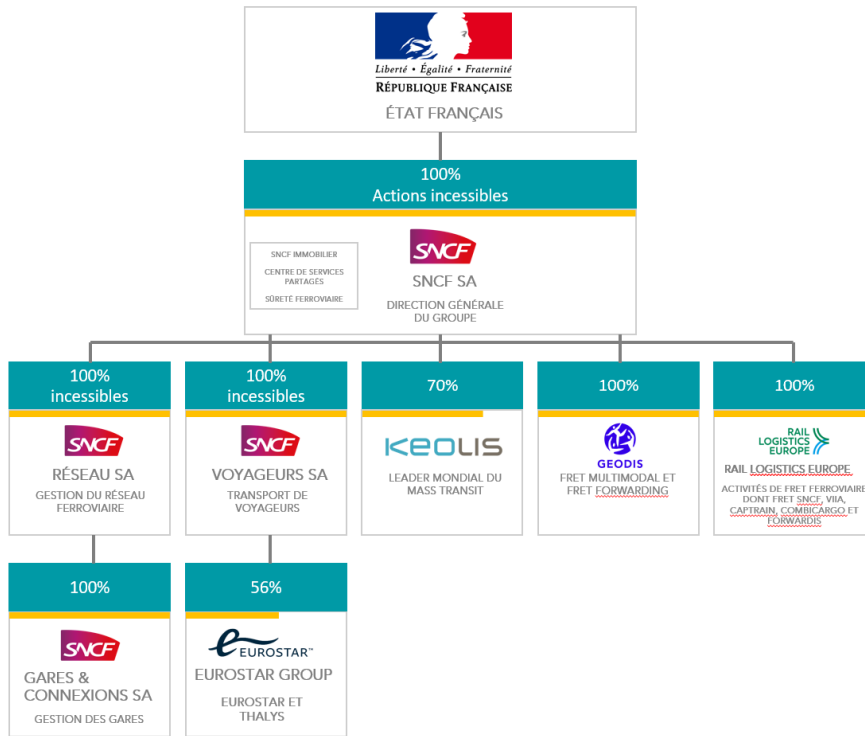 Liberté • Égalité • Fraternité
RÉPUBLIQUE FRANÇAISE
ÉTAT FRANÇAIS
100%
Actions incessibles
SNCF IMMOBILIER
CENTRE DE SERVICES
PARTAGÉS
SÛRETÉ FERROVIAIRE
SNCF
SNCF SA
DIRECTION GÉNÉRALE
DU GROUPE
100%
incessibles
SNCF
RÉSEAU SA
GESTION DU RÉSEAU
FERROVIAIRE
100%
incessibles
SNCF
VOYAGEURS SA
TRANSPORT DE
VOYAGEURS
70%
KEOLIS
LEADER MONDIAL DU
MASS TRANSIT
100%
GEODIS
FRET MULTIMODAL ET
FRET FORWARDING
100%
RAIL
LOGISTICS
EUROPE
RAIL LOGISTICS EUROPE
ACTIVITÉS DE FRET FERROVIAIRE
DONT FRET SNCF, VIIA,
CAPTRAIN, COMBICARGO ET
FORWARDIS
100%
SNCF
GARES &
CONNEXIONS SA
GESTION DES GARES
56%
EUROSTAR™
EUROSTAR GROUP
EUROSTAR ET
THALYS